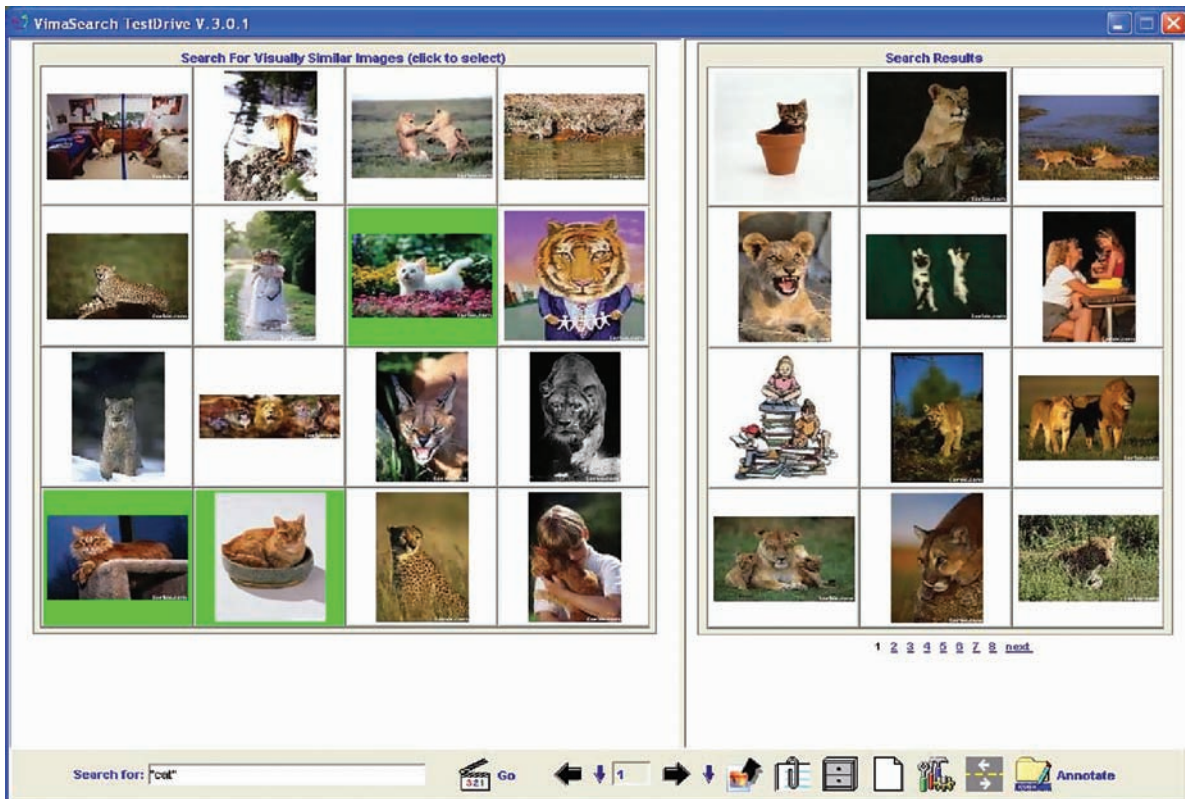 VimaSearch TestDrive V.3.0.1
Search For Visually Similar Images (click to select)
Search Results
1 2 3 4 5 6 7 8 next
Search for: "cat"
321
Go
1
Annotate